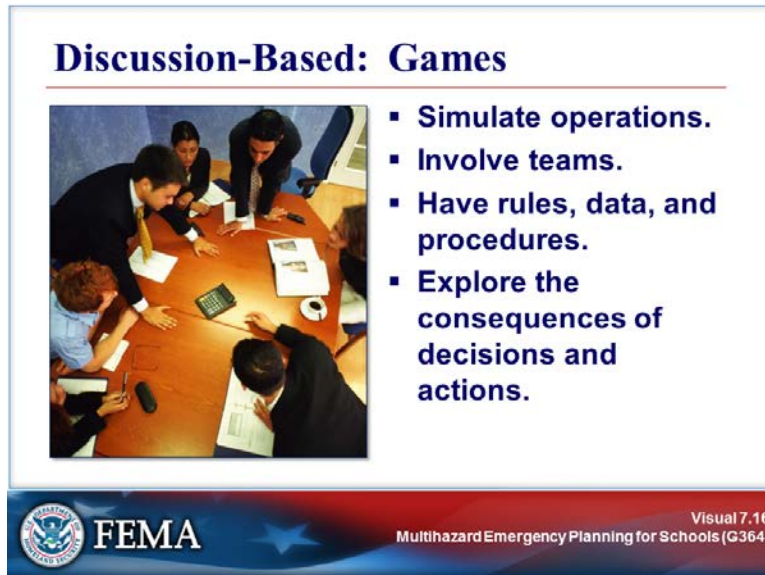 Discussion-Based: Games
▪ Simulate operations.
▪ Involve teams.
▪ Have rules, data, and
procedures.
▪ Explore the
consequences of
decisions and
actions.
FEMA
Visual 7.16
Multihazard Emergency Planning for Schools (G364